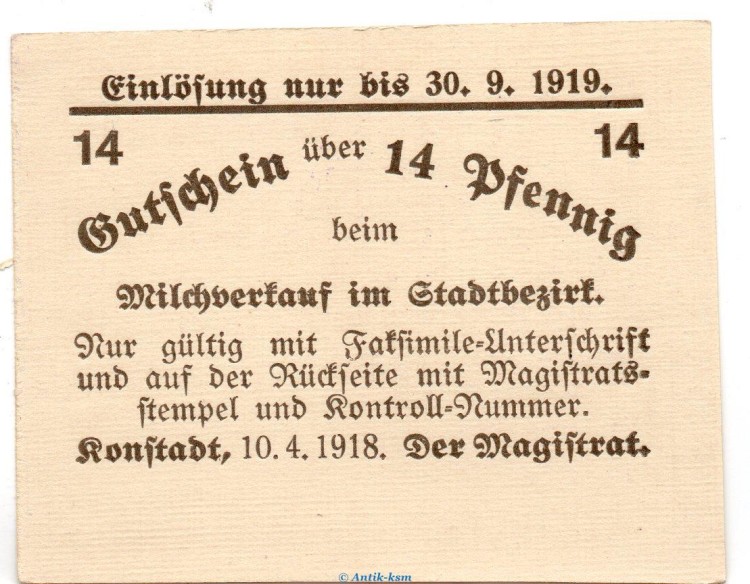 Einlösung nur bis 30. 9. 1919.
14 14
Gutschein über 14 Pfennig
beim
Milchverkauf im Stadtbezirk.
Nur gültig mit Faksimile-Unterschrift
und auf der Rückseite mit Magistrats-
stempel und Kontroll-Nummer.
Konstadt, 10. 4. 1918. Der Magistrat.
© Antik-ksm